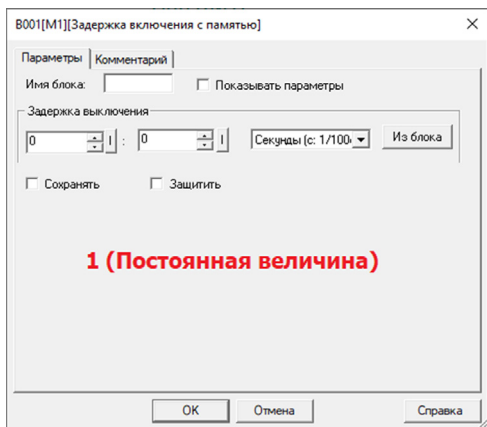 B001[M1][Задержка включения с памятью]
Параметры Комментарий
Имя блока: Показывать параметры
Задержка выключения
0 : 0 Секунды (с: 1/100 Из блока
Сохранять Защитить
1 (Постоянная величина)
OK Отмена Справка